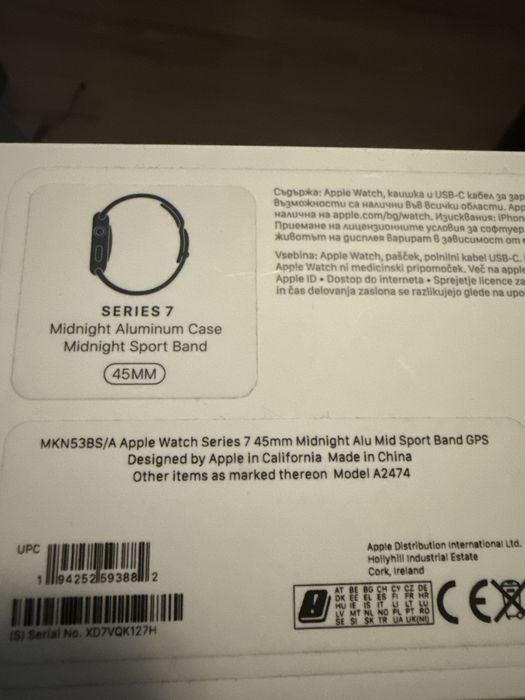 Съдържа: Apple Watch, каишка и USB-C кабел за зар
възможности са налични във всички области. App
налична на apple.com/bg/watch. Изисквания: iPhon
Приемане на лицензионните условия за софтуер
животът на дисплея варират в зависимост от
Vsebina: Apple Watch, pašček, polnilni kabel USB-C.
Apple Watch ni medicinski pripomoček. Več na apple
Apple ID • Dostop do interneta • Sprejetje licence za
in čas delovanja zaslona se razlikujejo glede na upo
SERIES 7
Midnight Aluminum Case
Midnight Sport Band
45MM
MKN53BS/A Apple Watch Series 7 45mm Midnight Alu Mid Sport Band GPS
Designed by Apple in California Made in China
Other items as marked thereon Model A2474
UPC
1 94252 59388 2
(S) Serial No. XD7VQK127H
Apple Distribution International Ltd.
Hollyhill Industrial Estate
Cork, Ireland
AT BE BG CH CY CZ DE
DK EE EL ES FI FR HR
HU IE IS IT LI LT LU
LV MT NL NO PL PT RO
SE SI SK TR UA UK(NI)
CE